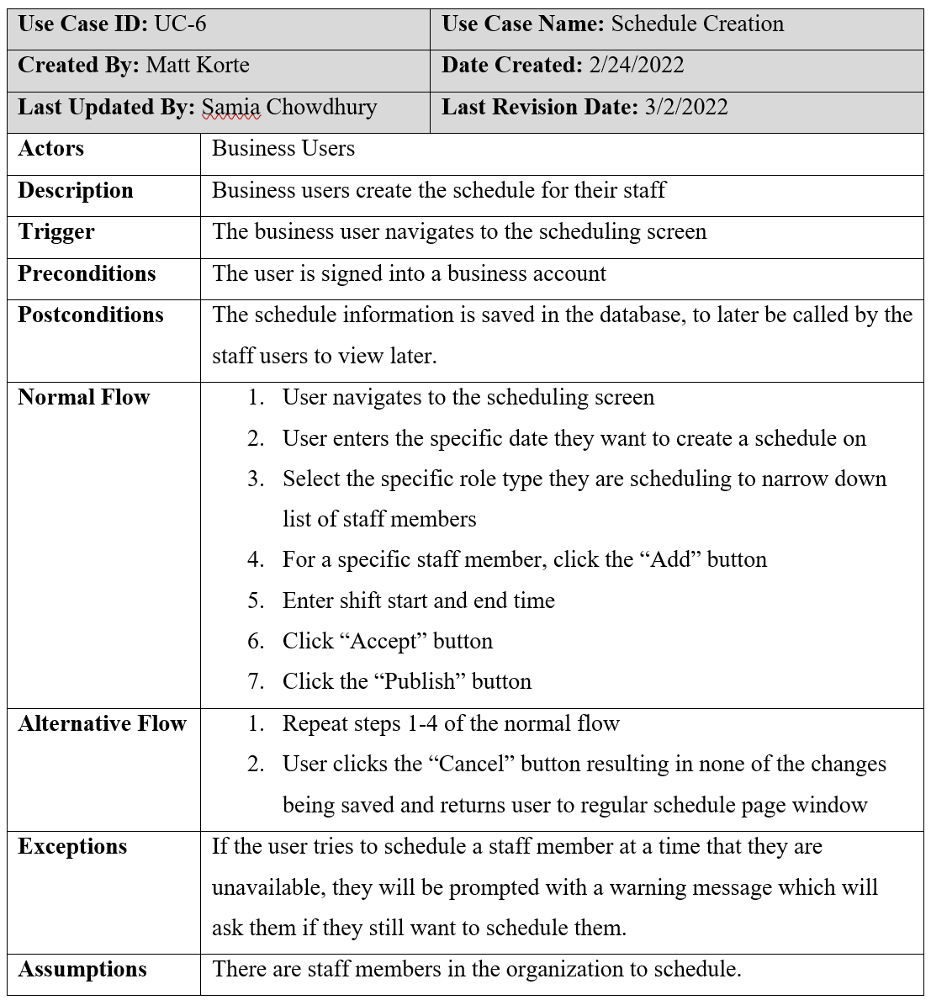 Use Case ID: UC-6 Use Case Name: Schedule Creation
Created By: Matt Korte Date Created: 2/24/2022
Last Updated By: Samia Chowdhury Last Revision Date: 3/2/2022
Actors Business Users
Description Business users create the schedule for their staff
Trigger The business user navigates to the scheduling screen
Preconditions The user is signed into a business account
Postconditions The schedule information is saved in the database, to later be called by the
staff users to view later.
Normal Flow 1. User navigates to the scheduling screen
2. User enters the specific date they want to create a schedule on
3. Select the specific role type they are scheduling to narrow down
list of staff members
4. For a specific staff member, click the “Add” button
5. Enter shift start and end time
6. Click “Accept” button
7. Click the “Publish” button
Alternative Flow 1. Repeat steps 1-4 of the normal flow
2. User clicks the “Cancel” button resulting in none of the changes
being saved and returns user to regular schedule page window
Exceptions If the user tries to schedule a staff member at a time that they are
unavailable, they will be prompted with a warning message which will
ask them if they still want to schedule them.
Assumptions There are staff members in the organization to schedule.